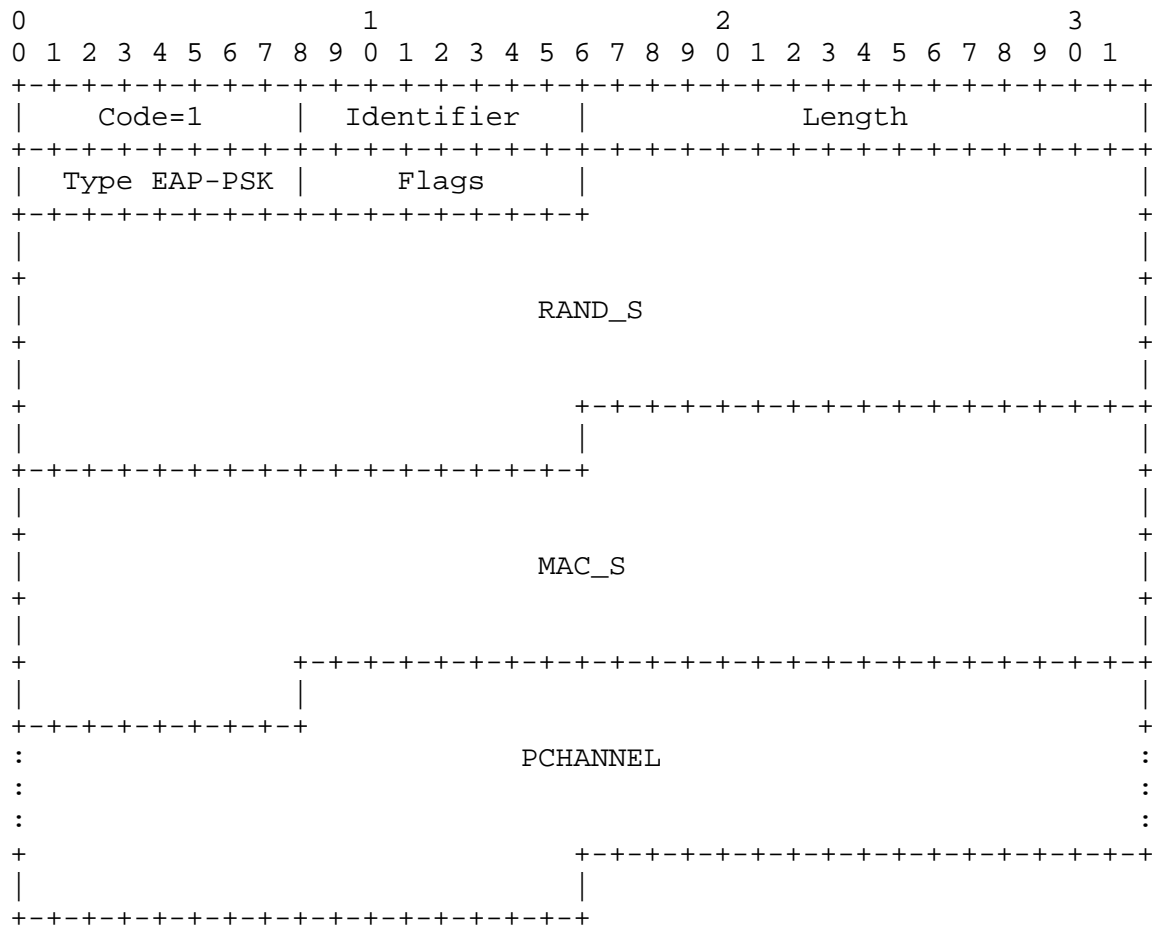 0                   1                   2                   3
0 1 2 3 4 5 6 7 8 9 0 1 2 3 4 5 6 7 8 9 0 1 2 3 4 5 6 7 8 9 0 1
+-+-+-+-+-+-+-+-+-+-+-+-+-+-+-+-+-+-+-+-+-+-+-+-+-+-+-+-+-+-+-+-+
|    Code=1     |  Identifier   |            Length             |
+-+-+-+-+-+-+-+-+-+-+-+-+-+-+-+-+-+-+-+-+-+-+-+-+-+-+-+-+-+-+-+-+
|  Type EAP-PSK |     Flags     |                               |
+-+-+-+-+-+-+-+-+-+-+-+-+-+-+-+-+                               +
|                                                               |
+                                                               +
|                             RAND_S                            |
+                                                               +
|                                                               |
+                               +-+-+-+-+-+-+-+-+-+-+-+-+-+-+-+-+
|                               |                               |
+-+-+-+-+-+-+-+-+-+-+-+-+-+-+-+-+                               +
|                                                               |
+                                                               +
|                             MAC_S                             |
+                                                               +
|                                                               |
+               +-+-+-+-+-+-+-+-+-+-+-+-+-+-+-+-+-+-+-+-+-+-+-+-+
|               |                                               |
+-+-+-+-+-+-+-+-+                                               +
:                            PCHANNEL                           :
:                                                               :
:                                                               :
+                               +-+-+-+-+-+-+-+-+-+-+-+-+-+-+-+-+
|                               |
+-+-+-+-+-+-+-+-+-+-+-+-+-+-+-+-+